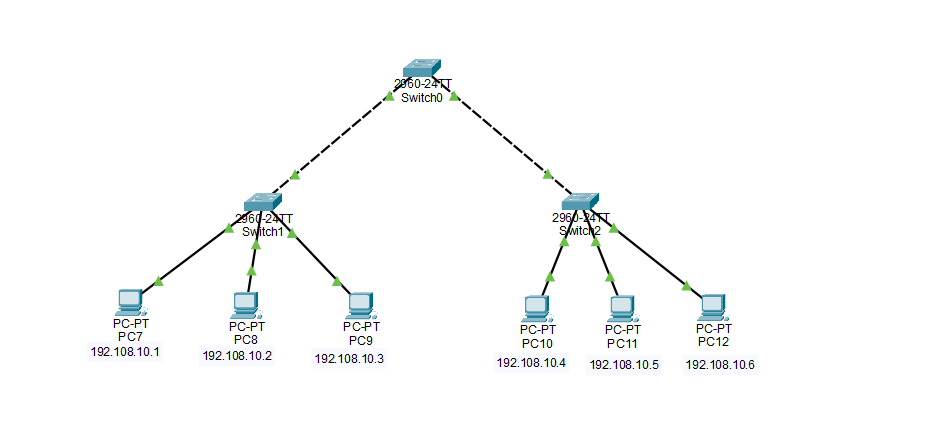 2960-24TT
Switch0
2960-24TT
Switch1
2960-24TT
Switch2
PC-PT
PC7
192.108.10.1
PC-PT
PC8
192.108.10.2
PC-PT
PC9
192.108.10.3
PC-PT
PC10
192.108.10.4
PC-PT
PC11
192.108.10.5
PC-PT
PC12
192.108.10.6